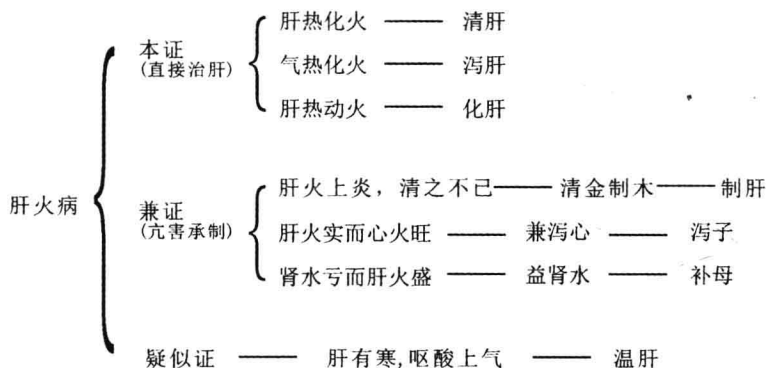 肝热化火 —— 清肝
本证 气热化火 —— 泻肝
(直接治肝)
肝热动火 —— 化肝
肝火上炎，清之不已——清金制木——制肝
肝火病
兼证 肝火实而心火旺 —— 兼泻心 —— 泻子
(亢害承制)
肾水亏而肝火盛 —— 益肾水 —— 补母
疑似证 —— 肝有寒,呕酸上气 —— 温肝